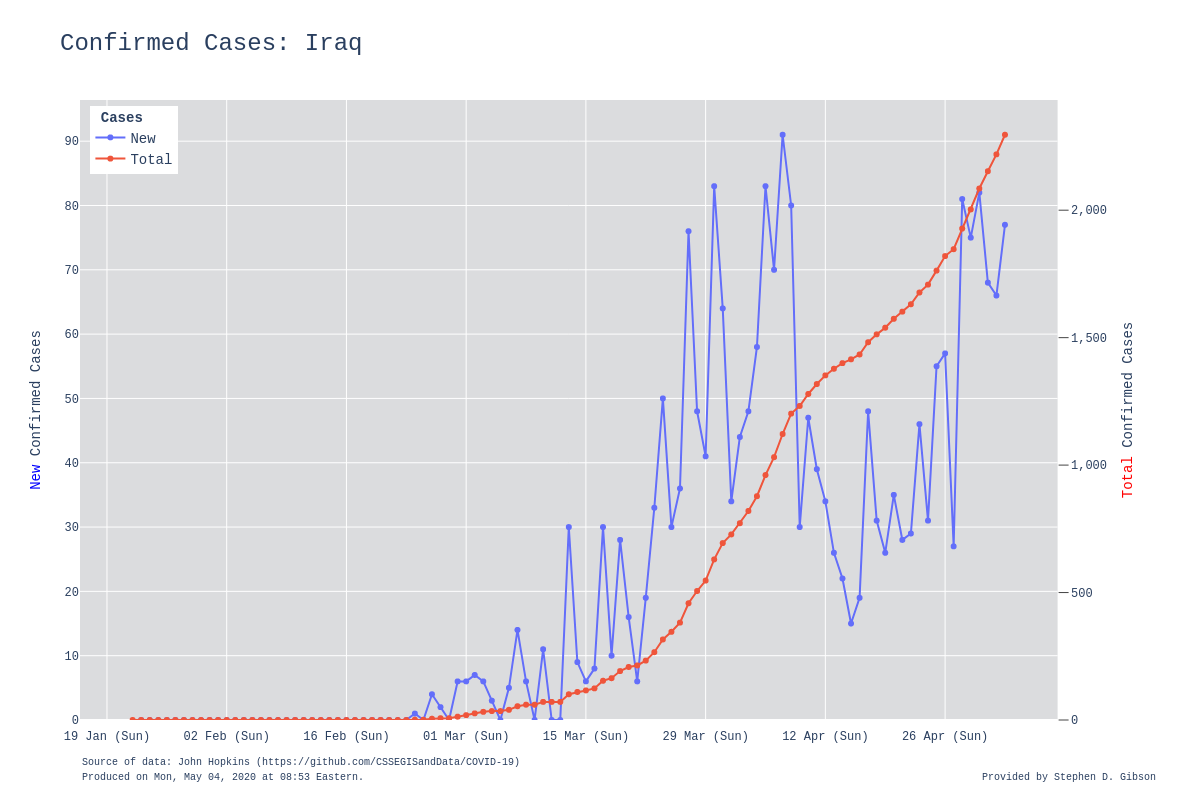 Confirmed Cases: Iraq
Cases
New
Total
90
80
70
60
50
40
30
20
10
0
New Confirmed Cases
2,000
1,500
1,000
500
0
Total Confirmed Cases
19 Jan (Sun) 02 Feb (Sun) 16 Feb (Sun) 01 Mar (Sun) 15 Mar (Sun) 29 Mar (Sun) 12 Apr (Sun) 26 Apr (Sun)
Source of data: John Hopkins (https://github.com/CSSEGISandData/COVID-19)
Produced on Mon, May 04, 2020 at 08:53 Eastern.
Provided by Stephen D. Gibson